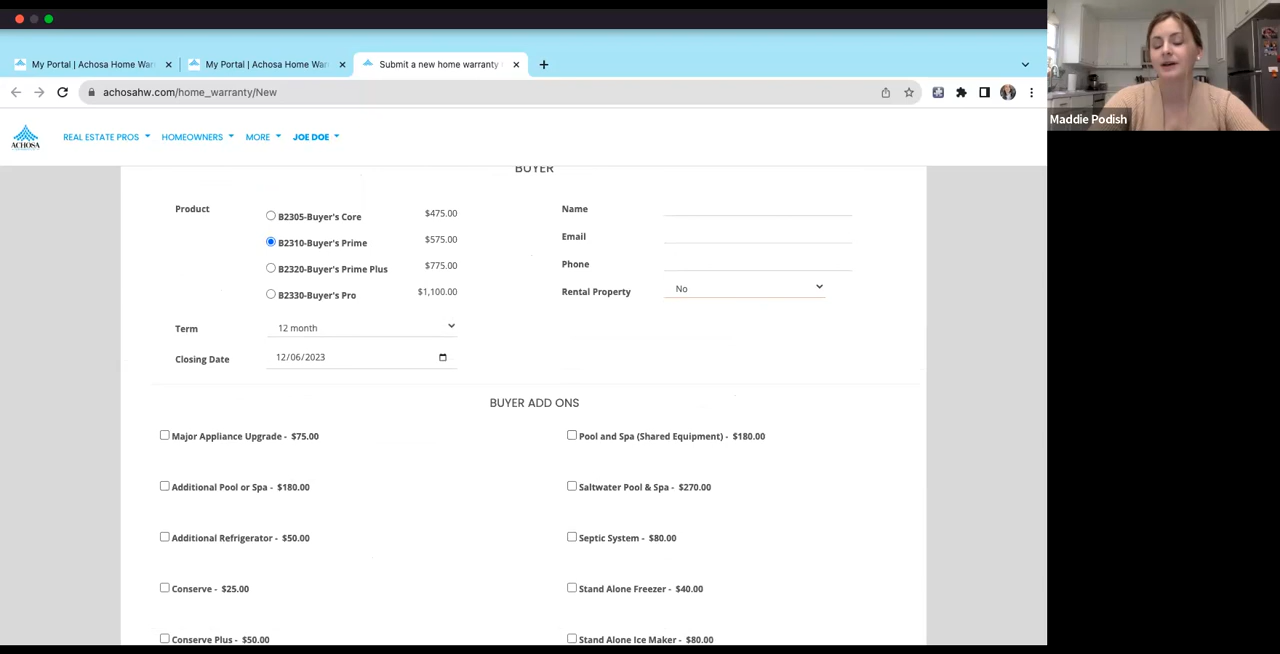 My Portal | Achosa Home War
My Portal | Achosa Home War
Submit a new home warranty
achosahw.com/home_warranty/New
Maddie Podish
ACHOSA
REAL ESTATE PROS
HOMEOWNERS
MORE
JOE DOE
BUYER
Product
B2305-Buyer's Core $475.00
B2310-Buyer's Prime $575.00
B2320-Buyer's Prime Plus $775.00
B2330-Buyer's Pro $1,100.00
Term 12 month
Closing Date 12/06/2023
Name
Email
Phone
Rental Property No
BUYER ADD ONS
Major Appliance Upgrade - $75.00
Pool and Spa (Shared Equipment) - $180.00
Additional Pool or Spa - $180.00
Saltwater Pool & Spa - $270.00
Additional Refrigerator - $50.00
Septic System - $80.00
Conserve - $25.00
Stand Alone Freezer - $40.00
Conserve Plus - $50.00
Stand Alone Ice Maker - $80.00